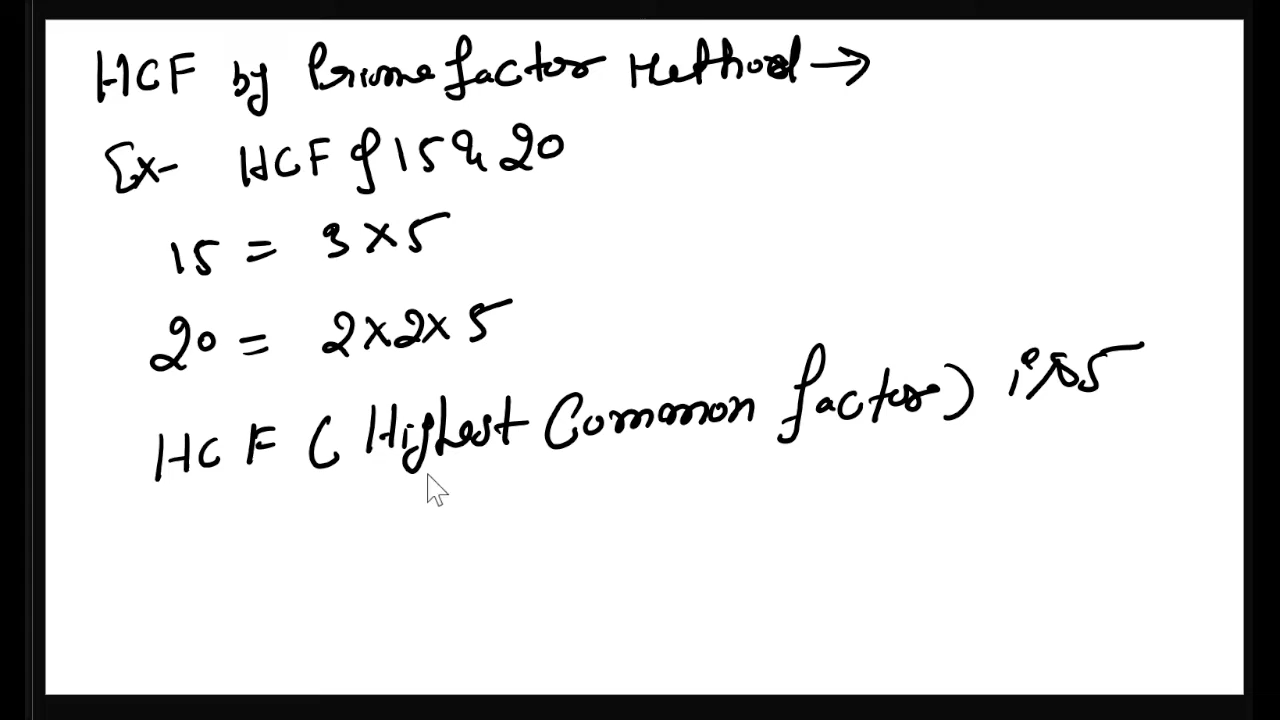 HCF by Prime factor Method →
Ex- HCF of 15 & 20
15 = 3 × 5
20 = 2 × 2 × 5
HCF ( Highest Common factor) is 5